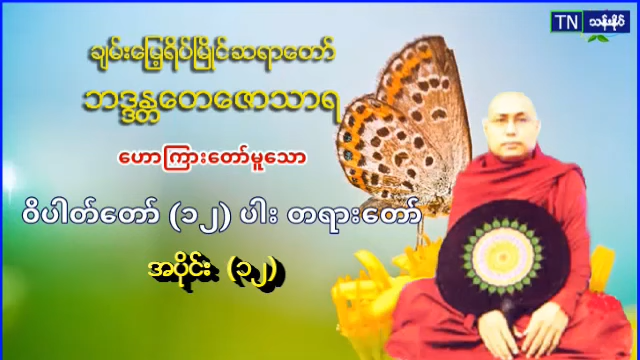 TN သန်းနိုင်
ချမ်းမြေ့ရိပ်မြိုင်ဆရာတော်
ဘဒ္ဒန္တတေဇောသာရ
ဟောကြားတော်မူသော
ဝိပါတ်တော် (၁၂) ပါး တရားတော်
အပိုင်း (၁၂)